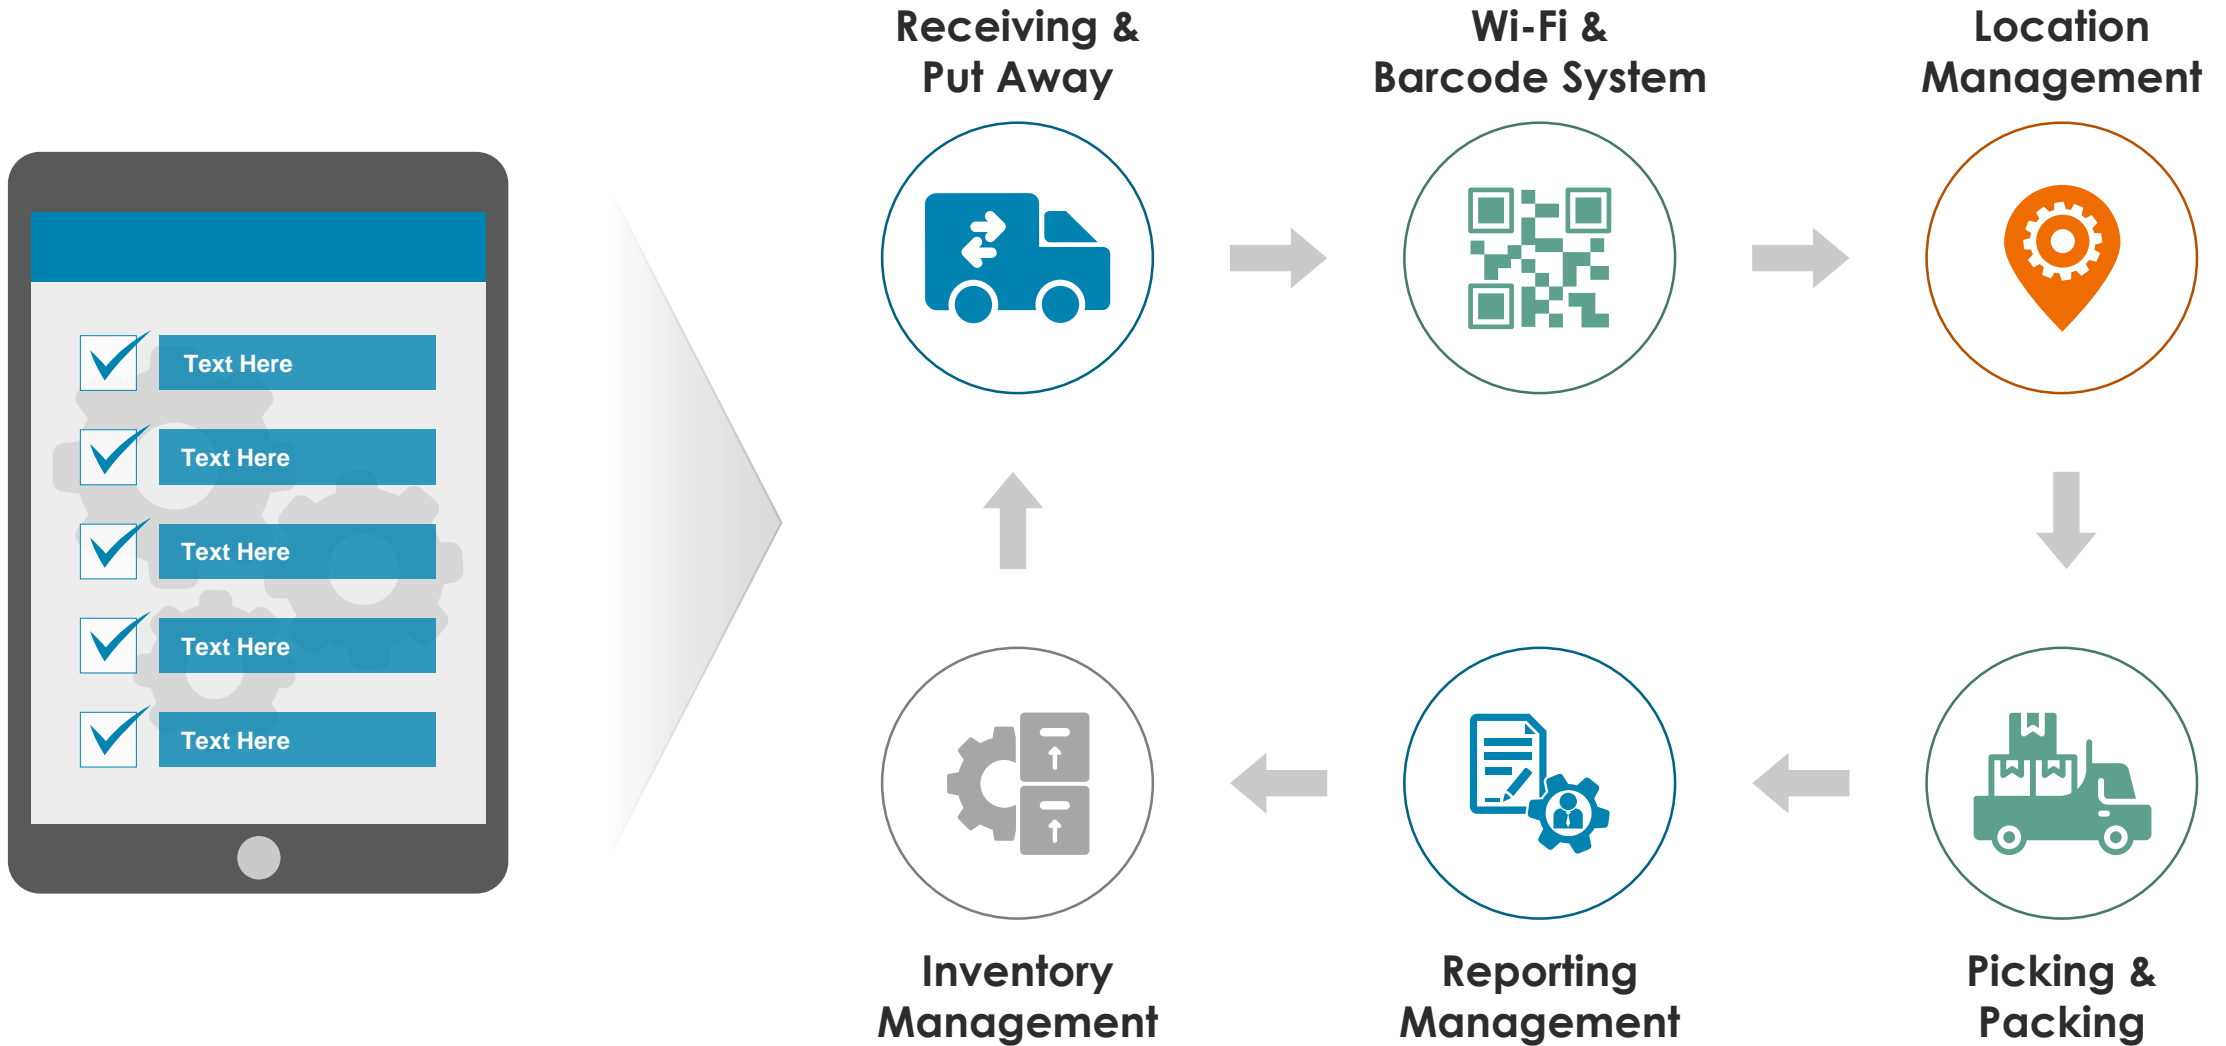 Receiving &
Put Away
Wi-Fi &
Barcode System
Location
Management
Text Here
Text Here
Text Here
Text Here
Text Here
Inventory
Management
Reporting
Management
Picking &
Packing